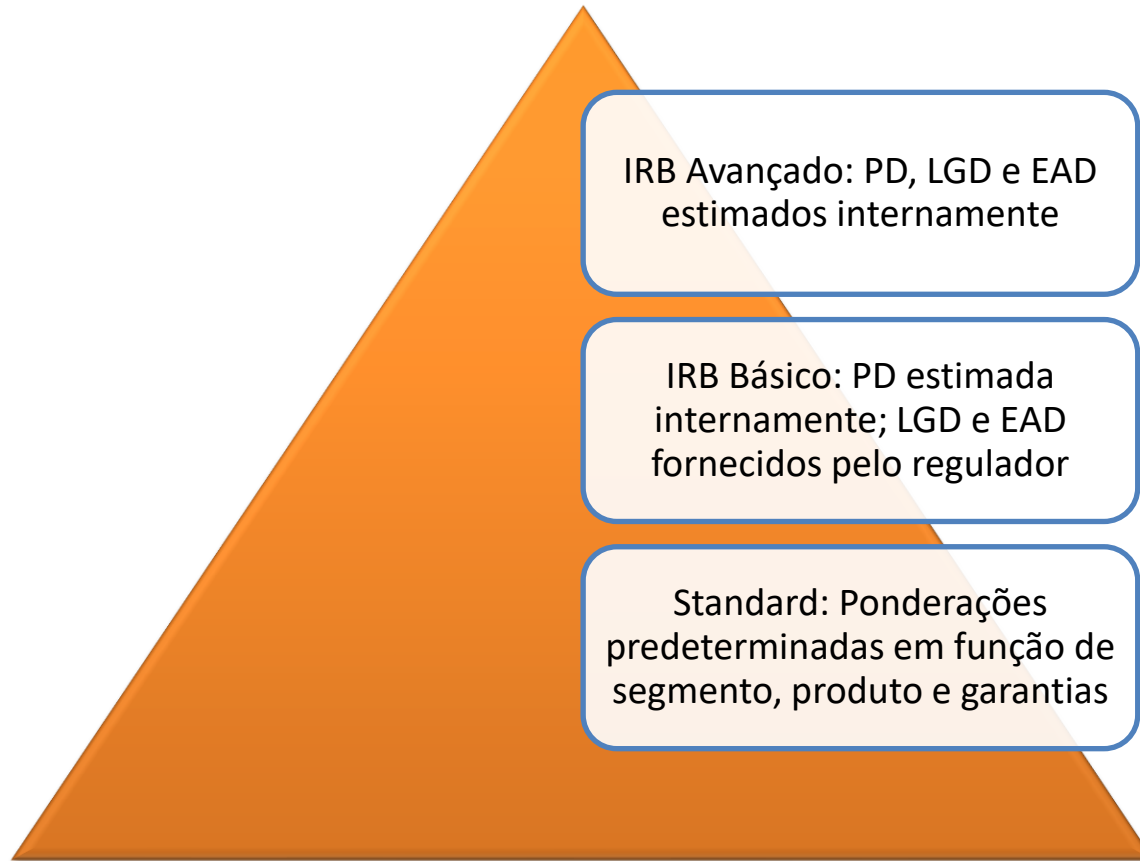 IRB Avançado: PD, LGD e EAD
estimados internamente
IRB Básico: PD estimada
internamente; LGD e EAD
fornecidos pelo regulador
Standard: Ponderações
predeterminadas em função de
segmento, produto e garantias